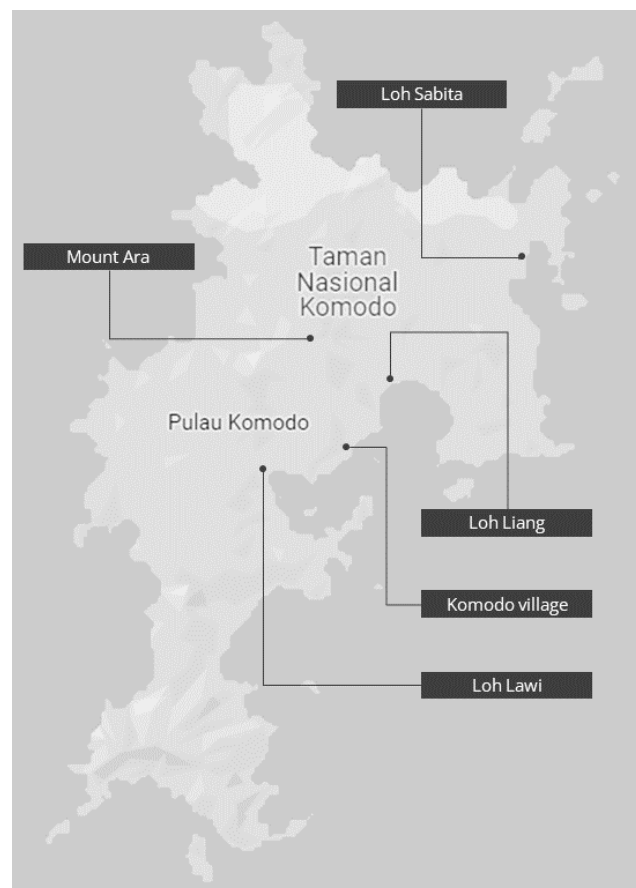 Loh Sabita
Mount Ara
Taman
Nasional
Komodo
Pulau Komodo
Loh Liang
Komodo village
Loh Lawi